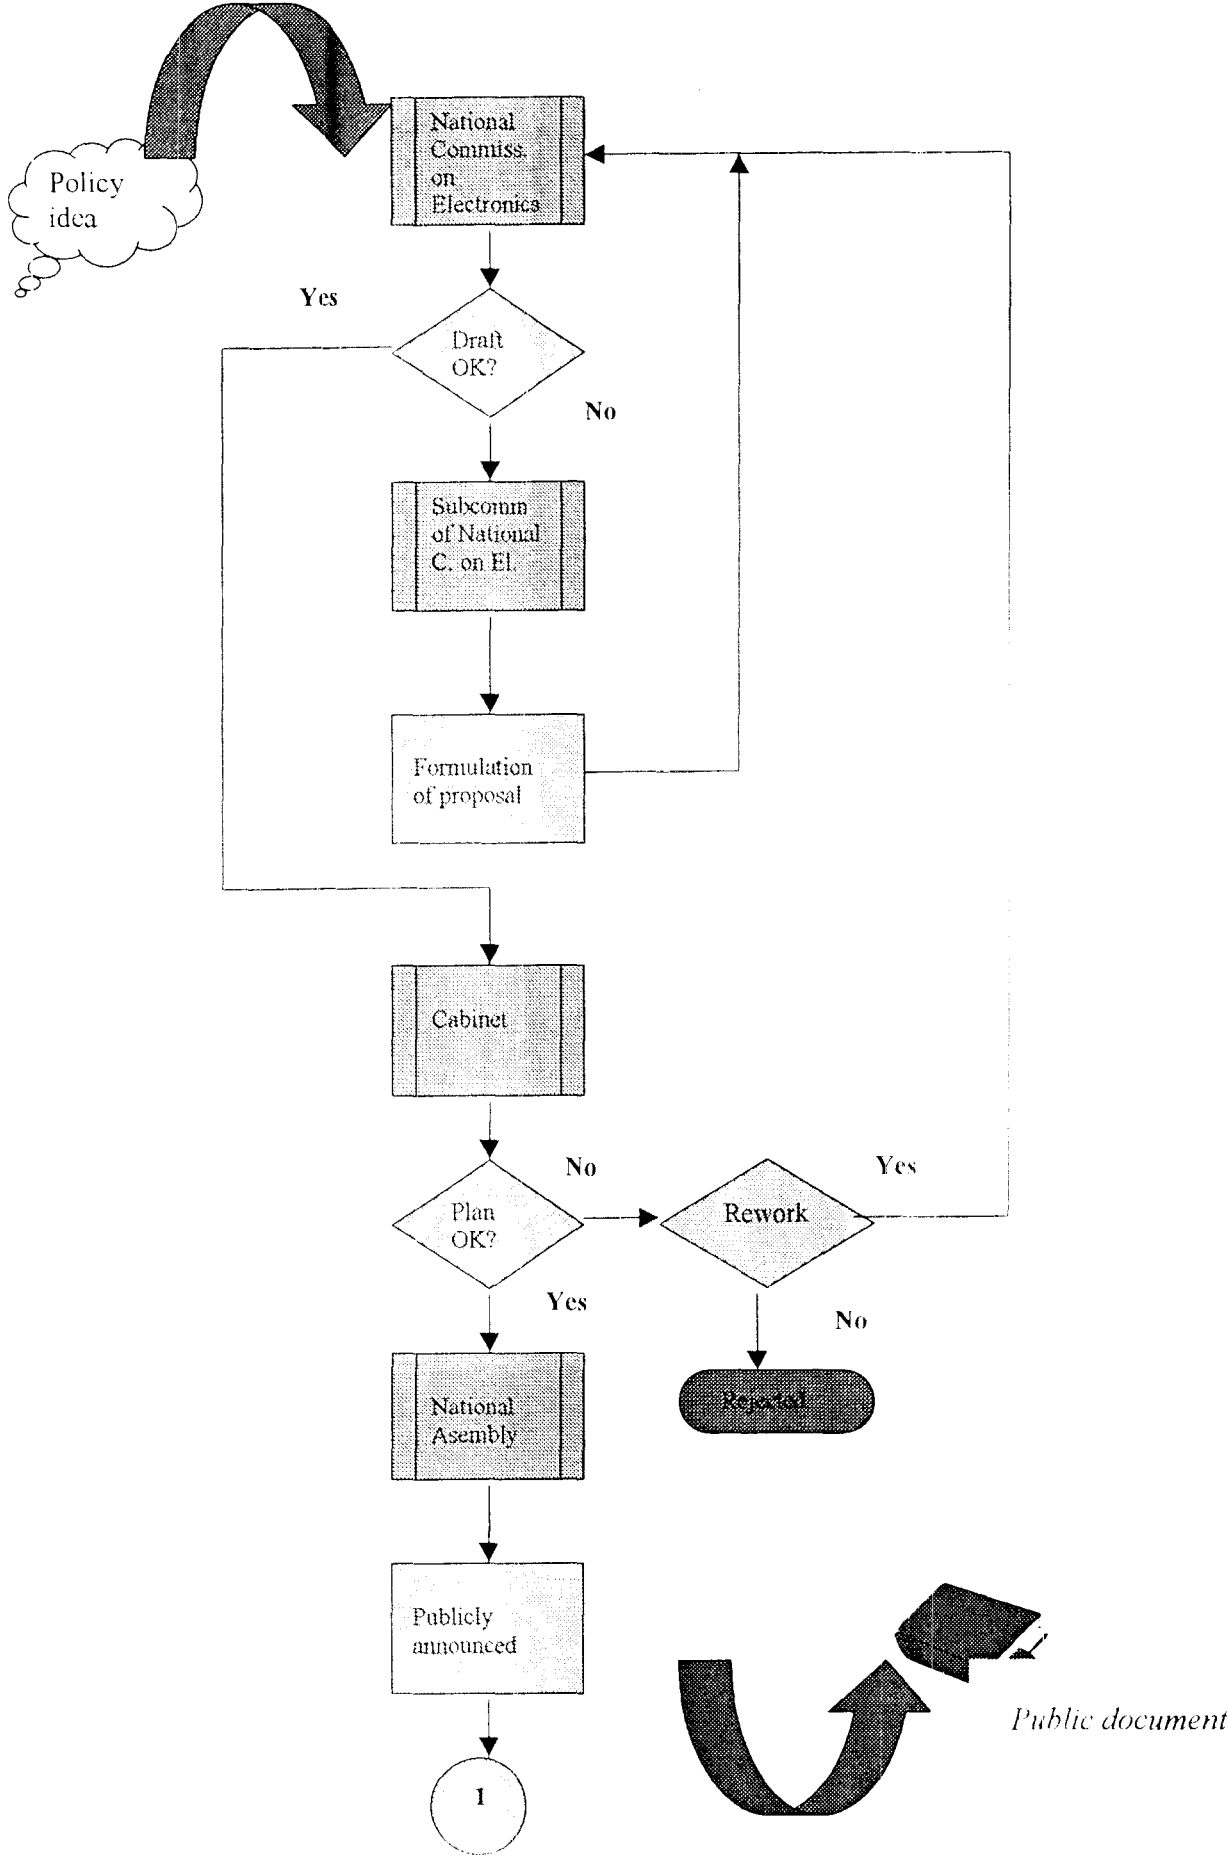 Policy
idea
National
Commiss.
on
Electronics
Yes
Draft
OK?
No
Subcomm
of National
C. on El.
Formulation
of proposal
Cabinet
No
Yes
Plan
OK?
Rework
Yes
No
National
Asembly
Rejected
Publicly
announced
Public document
1